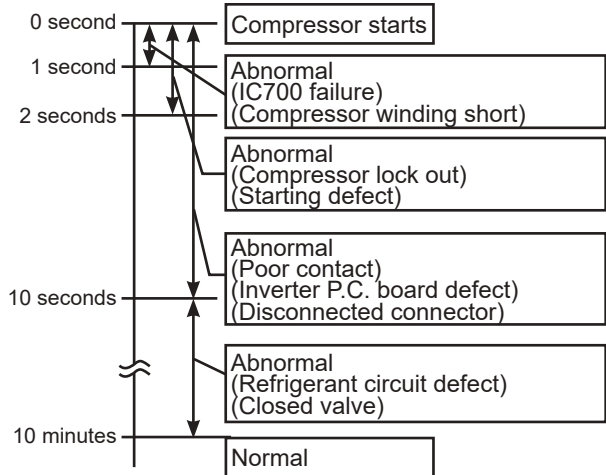 0 second
Compressor starts
1 second
Abnormal
(IC700 failure)
(Compressor winding short)
2 seconds
Abnormal
(Compressor lock out)
(Starting defect)
Abnormal
(Poor contact)
(Inverter P.C. board defect)
(Disconnected connector)
10 seconds
Abnormal
(Refrigerant circuit defect)
(Closed valve)
10 minutes
Normal